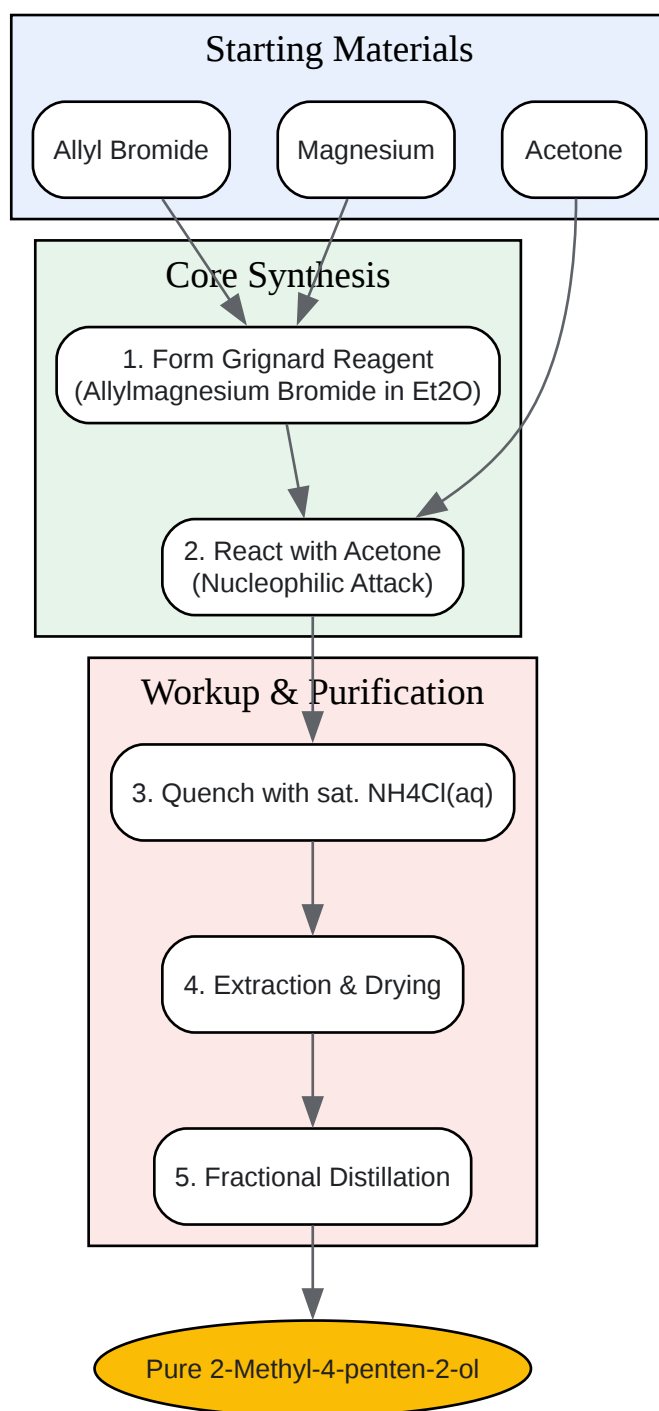 Starting Materials
Allyl Bromide
Magnesium
Acetone
Core Synthesis
1. Form Grignard Reagent
(Allylmagnesium Bromide in Et2O)
2. React with Acetone
(Nucleophilic Attack)
Workup & Purification
3. Quench with sat. NH4Cl(aq)
4. Extraction & Drying
5. Fractional Distillation
Pure 2-Methyl-4-penten-2-ol